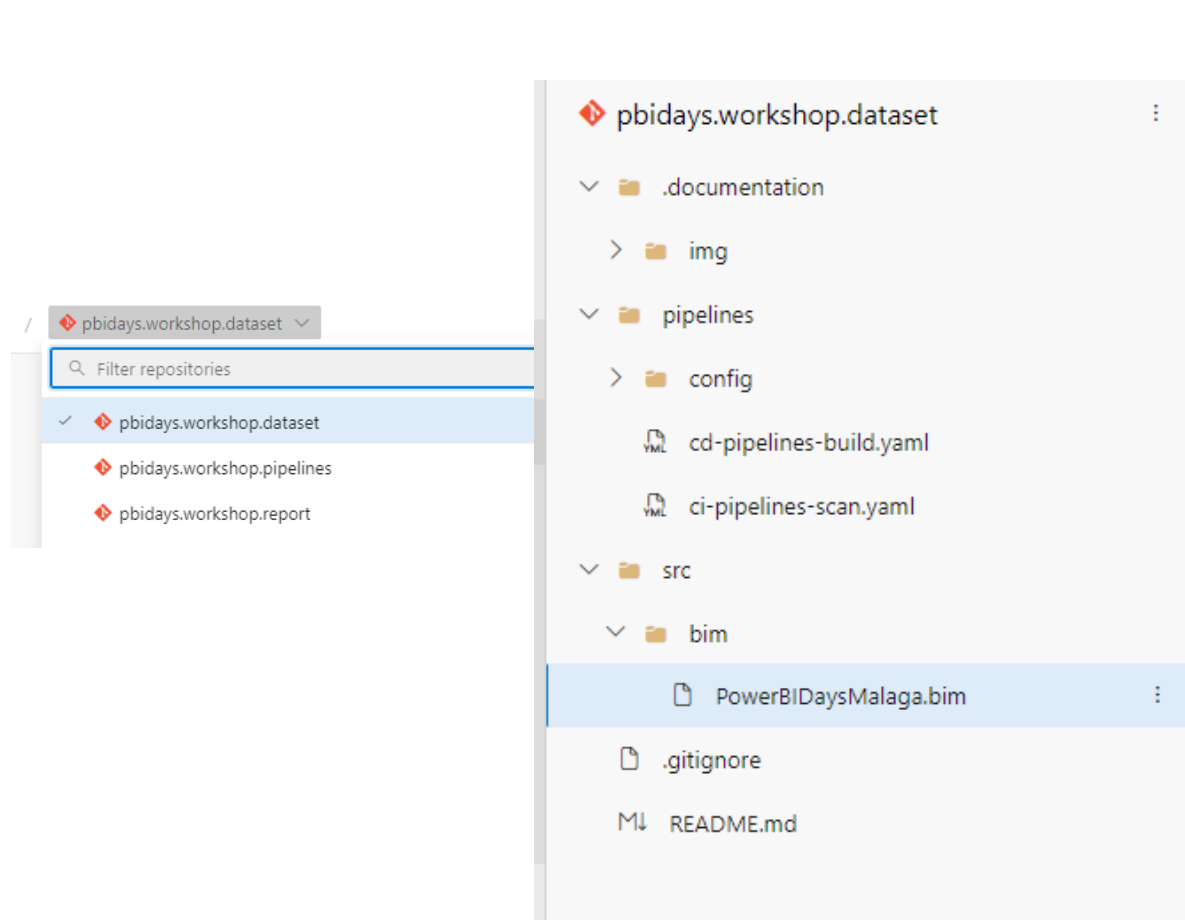 / pbidays.workshop.dataset
Filter repositories
pbidays.workshop.dataset
pbidays.workshop.pipelines
pbidays.workshop.report
pbidays.workshop.dataset
.documentation
img
pipelines
config
YML cd-pipelines-build.yaml
YML ci-pipelines-scan.yaml
src
bim
PowerBIDaysMalaga.bim
.gitignore
M↓ README.md